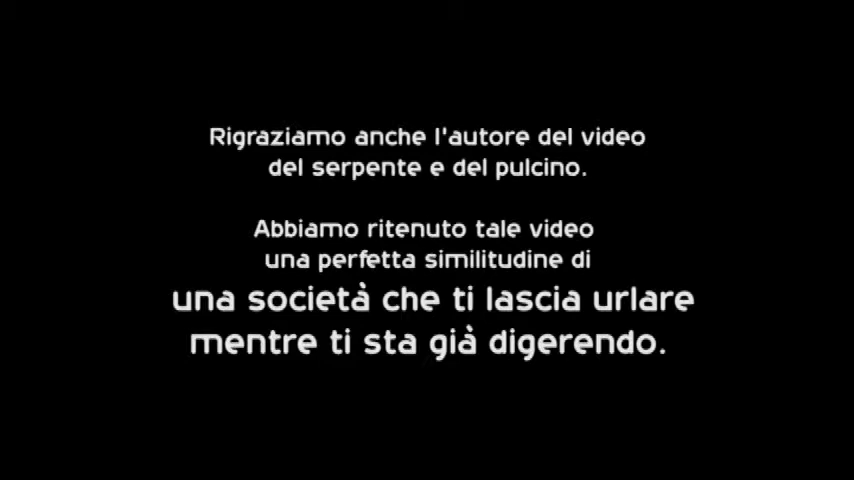 Rigraziamo anche l'autore del video
del serpente e del pulcino.
Abbiamo ritenuto tale video
una perfetta similitudine di
una società che ti lascia urlare
mentre ti sta già digerendo.